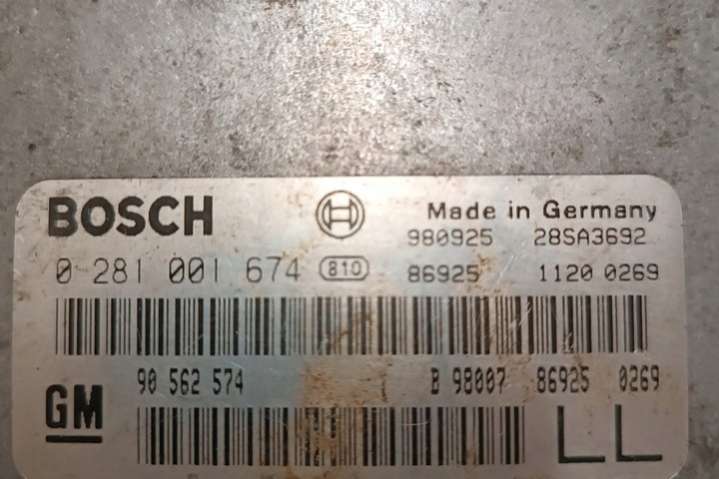 BOSCH Made in Germany
980925 28SA3692
0 281 001 674 810 86925 1120 0269
90 562 574 B 98007 86925 0269
GM LL